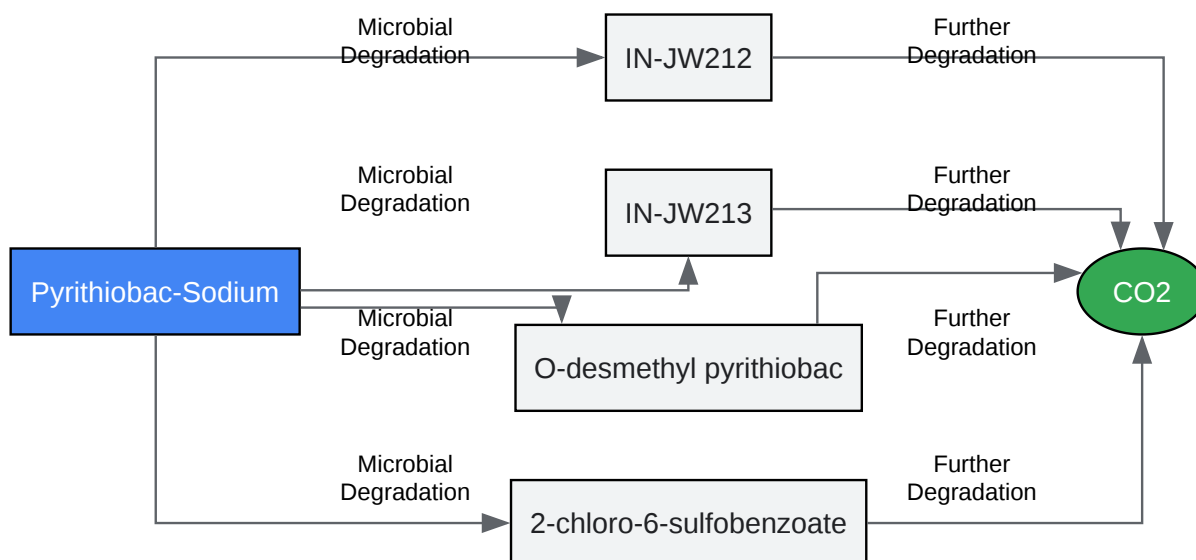 Microbial
Degradation
IN-JW212
Further
Degradation
Microbial
Degradation
IN-JW213
Further
Degradation
Pyrithiobac-Sodium
CO2
Microbial
Degradation
O-desmethyl pyrithiobac
Further
Degradation
Microbial
Degradation
2-chloro-6-sulfobenzoate
Further
Degradation